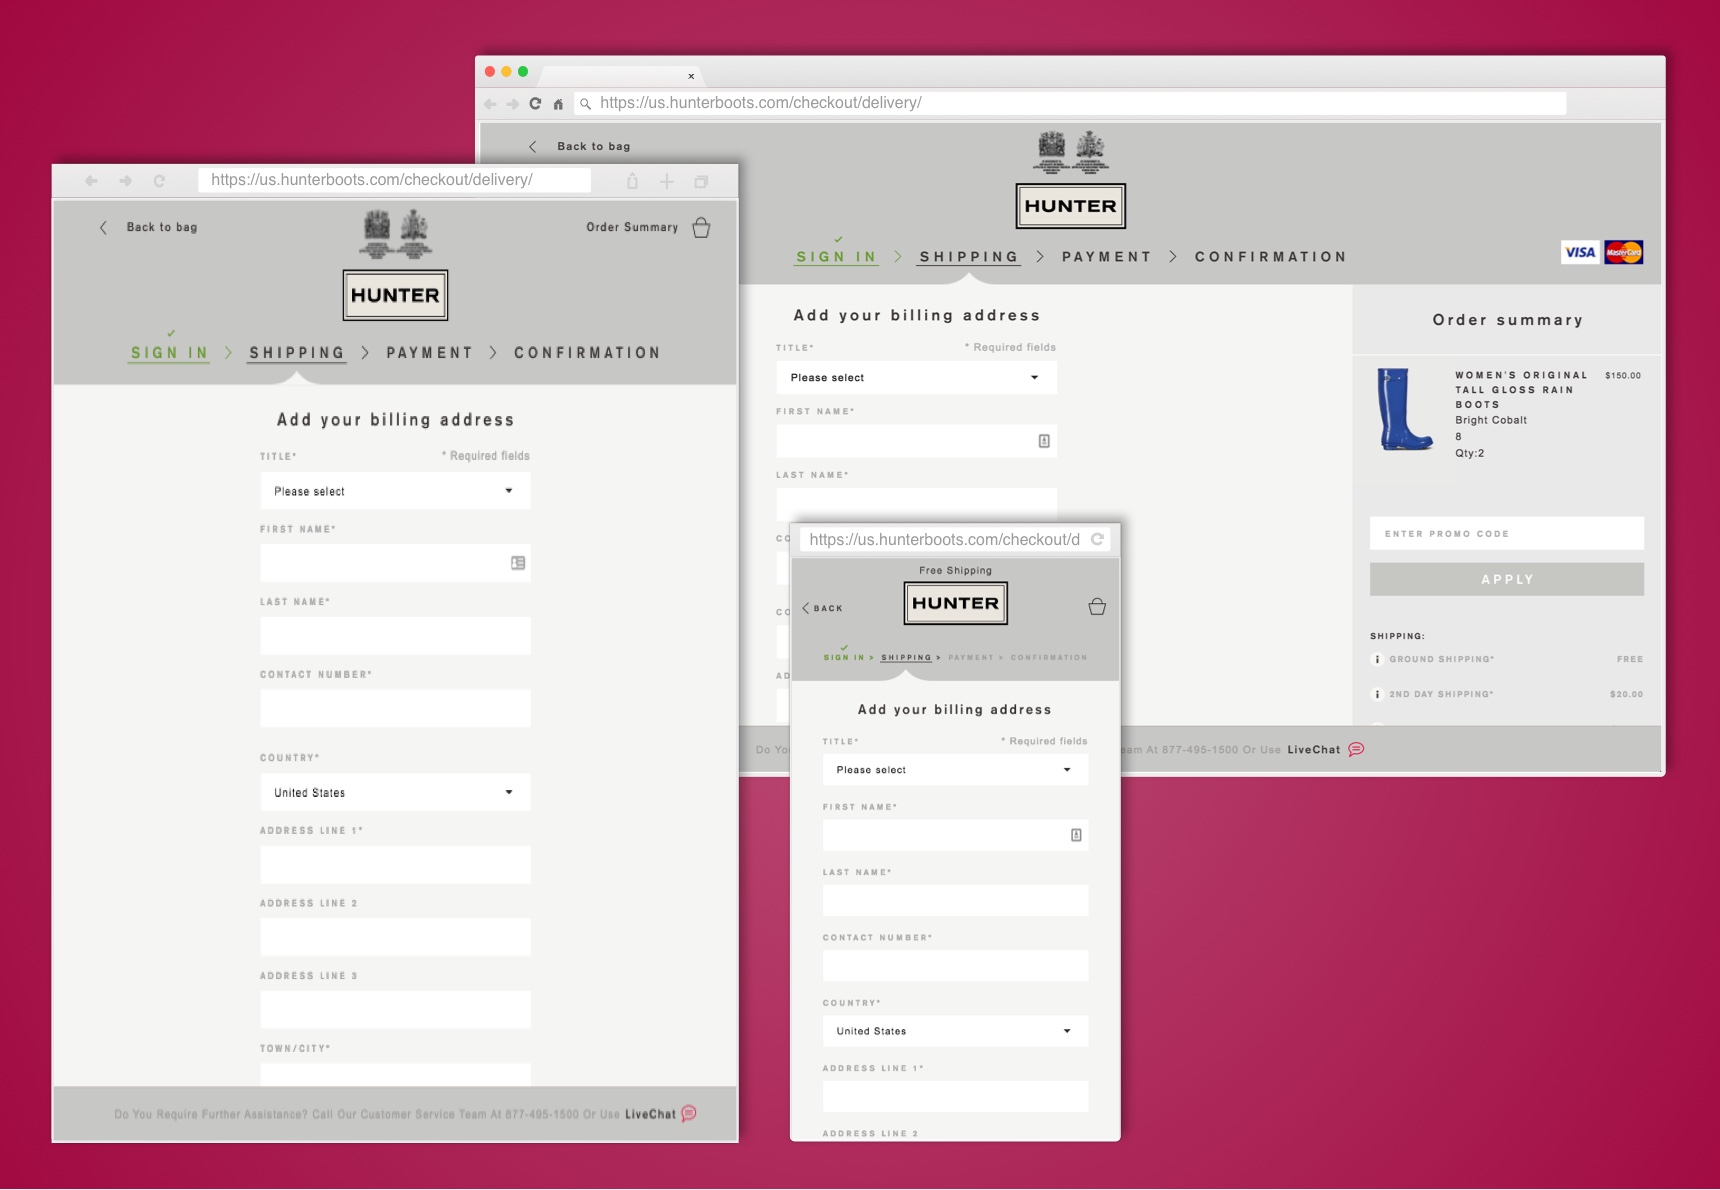 https://us.hunterboots.com/checkout/delivery/
Back to bag
HUNTER
SIGN IN > SHIPPING > PAYMENT > CONFIRMATION
VISA MasterCard
Add your billing address
TITLE* * Required fields
Please select
FIRST NAME*
LAST NAME*
CO
CO
AD
Order summary
WOMEN'S ORIGINAL $150.00
TALL GLOSS RAIN
BOOTS
Bright Cobalt
8
Qty:2
ENTER PROMO CODE
APPLY
SHIPPING:
i GROUND SHIPPING* FREE
i 2ND DAY SHIPPING* $20.00
Do Yo
eam At 877-495-1500 Or Use LiveChat
https://us.hunterboots.com/checkout/delivery/
Back to bag
Order Summary
HUNTER
SIGN IN > SHIPPING > PAYMENT > CONFIRMATION
Add your billing address
TITLE* * Required fields
Please select
FIRST NAME*
LAST NAME*
CONTACT NUMBER*
COUNTRY*
United States
ADDRESS LINE 1*
ADDRESS LINE 2
ADDRESS LINE 3
TOWN/CITY*
Do You Require Further Assistance? Call Our Customer Service Team At 877-495-1500 Or Use LiveChat
https://us.hunterboots.com/checkout/d
Free Shipping
BACK
HUNTER
SIGN IN > SHIPPING > PAYMENT > CONFIRMATION
Add your billing address
TITLE* * Required fields
Please select
FIRST NAME*
LAST NAME*
CONTACT NUMBER*
COUNTRY*
United States
ADDRESS LINE 1*
ADDRESS LINE 2